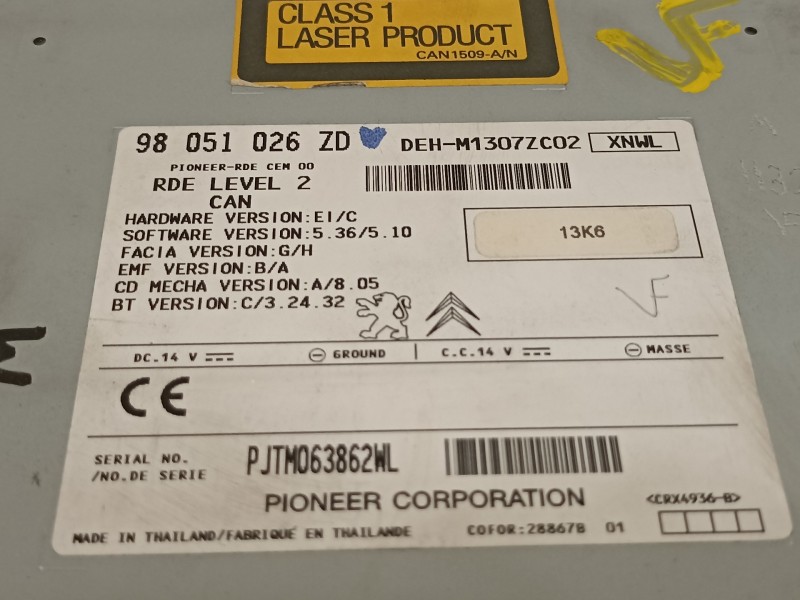 CLASS 1
LASER PRODUCT
CAN1509-A/N
VF
98 051 026 ZD DEH-M1307ZC02 XNWL
PIONEER-RDE CEM 00
RDE LEVEL 2
CAN
HARDWARE VERSION:EI/C
SOFTWARE VERSION:5.36/5.10
13K6
FACIA VERSION:G/H
EMF VERSION:B/A
CD MECHA VERSION:A/8.05
BT VERSION:C/3.24.32
VF
DC.14 V GROUND C.C.14 V MASSE
CE
SERIAL NO.
/NO.DE SERIE PJTM063862WL
PIONEER CORPORATION <CRX4936-B>
MADE IN THAILAND/FABRIQUÉ EN THAILANDE COFOR:288678 01